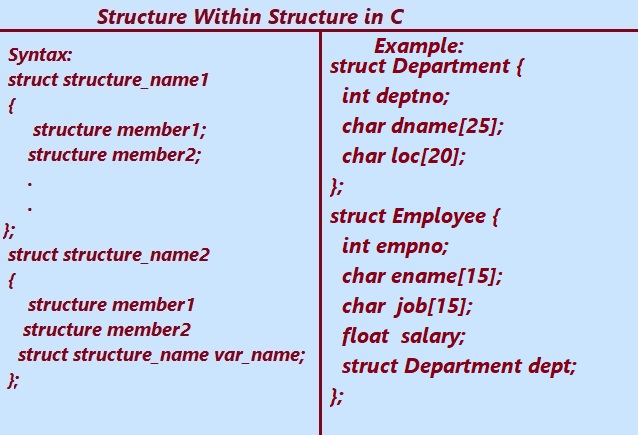 Structure Within Structure in C
Syntax:
struct structure_name1
{
structure member1;
structure member2;
.
.
};
struct structure_name2
{
structure member1
structure member2
struct structure_name var_name;
};
Example:
struct Department {
int deptno;
char dname[25];
char loc[20];
};
struct Employee {
int empno;
char ename[15];
char job[15];
float salary;
struct Department dept;
};